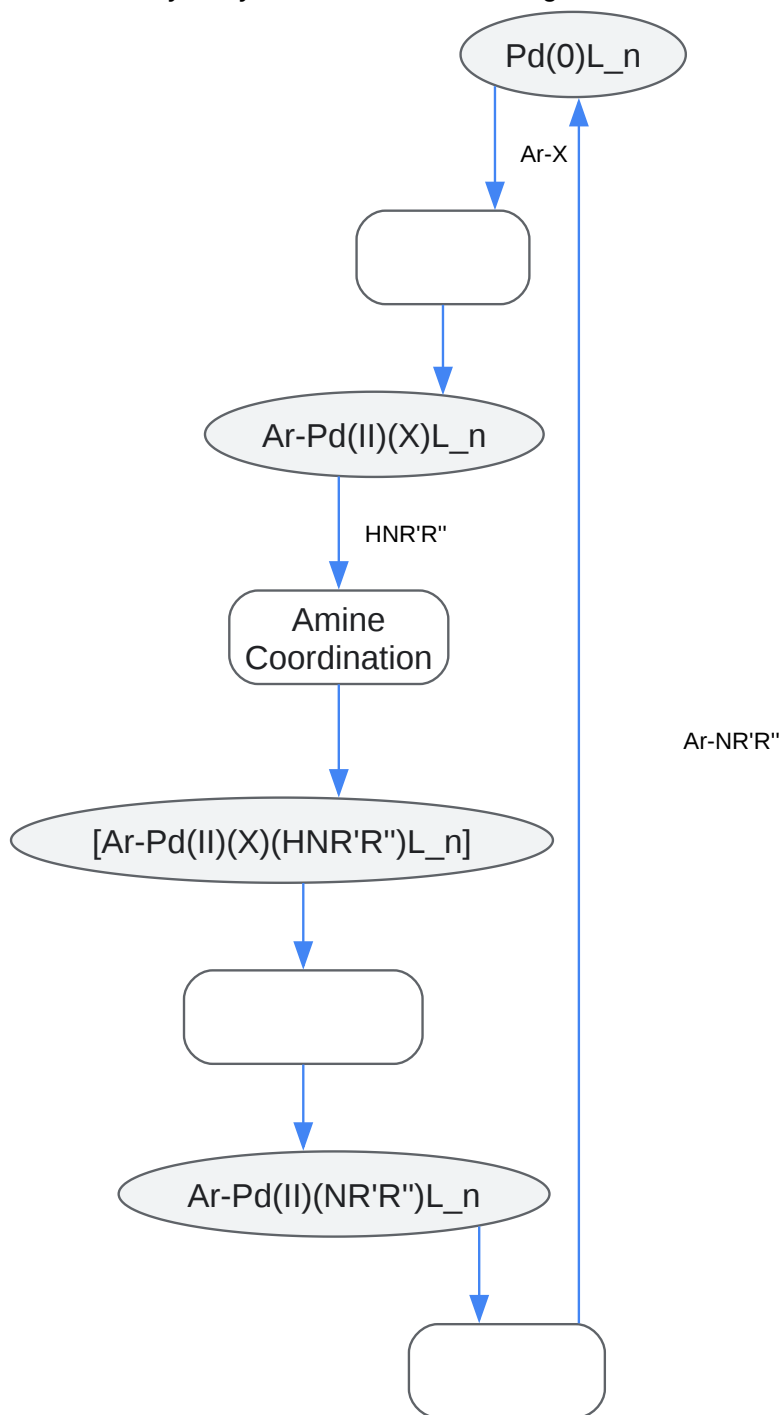 Pd(0)L_n
Ar-X
Ar-Pd(II)(X)L_n
HNR'R"
Amine
Coordination
Ar-NR'R"
[Ar-Pd(II)(X)(HNR'R")L_n]
Ar-Pd(II)(NR'R")L_n